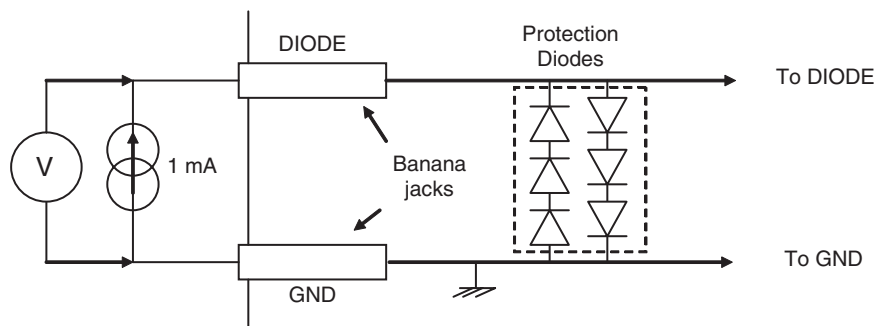 DIODE
Protection
Diodes
To DIODE
V
1 mA
Banana
jacks
To GND
GND